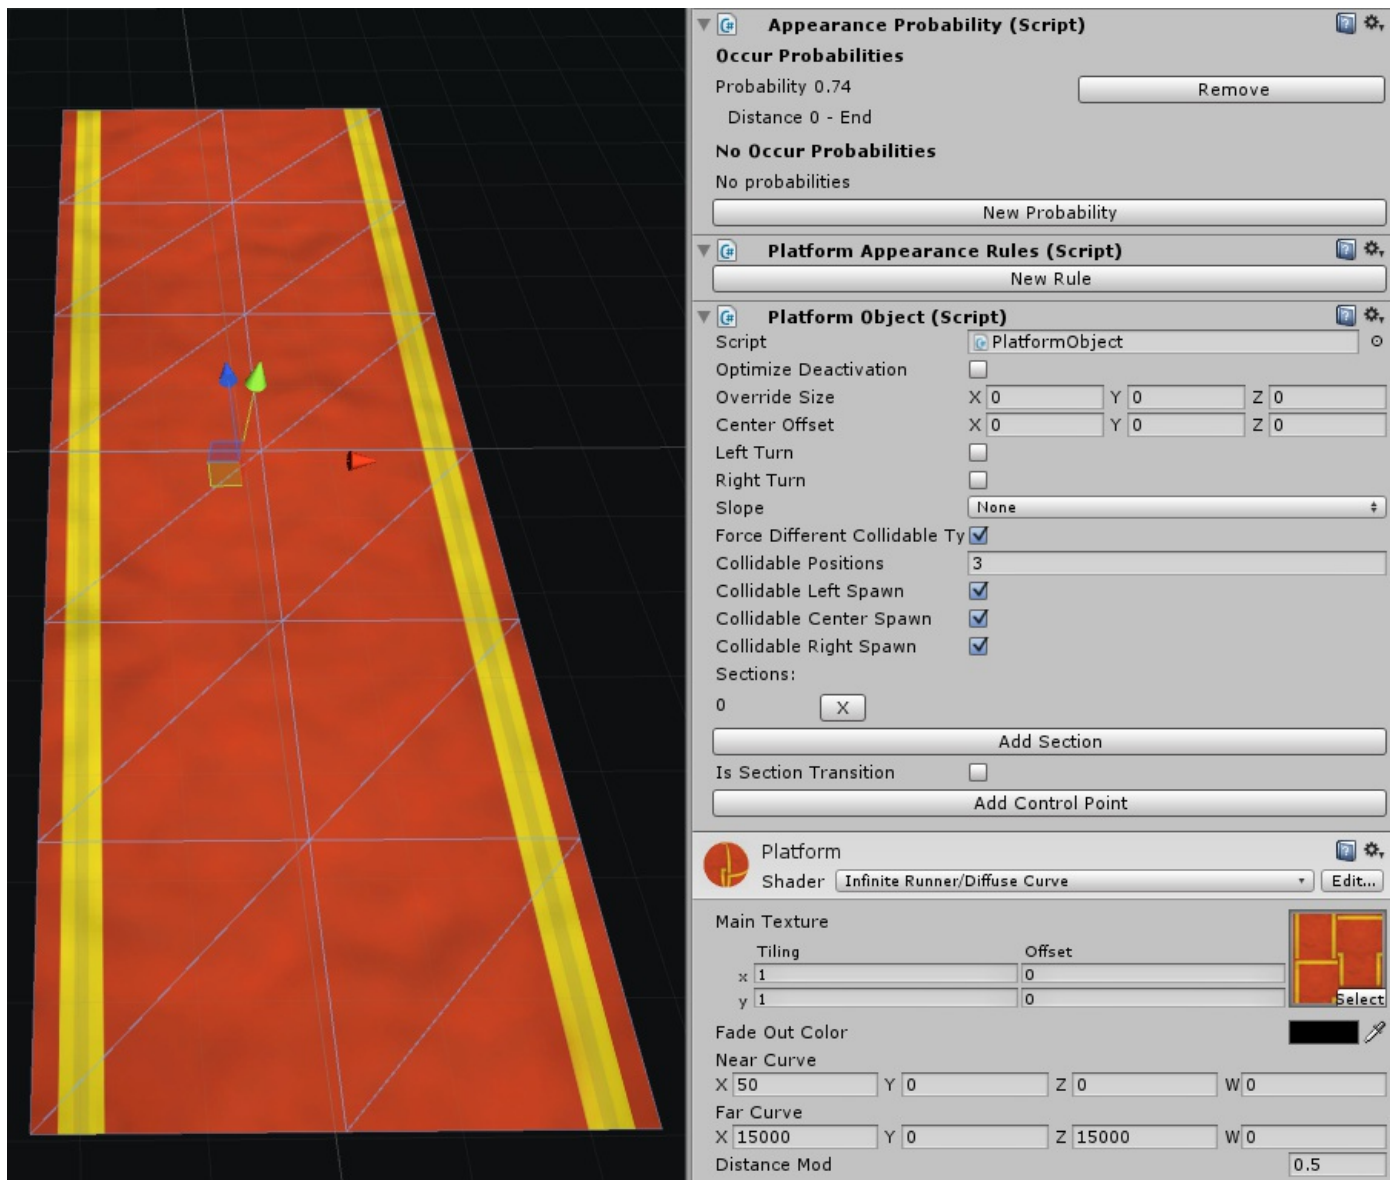 Appearance Probability (Script)
Occur Probabilities
Probability 0.74 Remove
Distance 0 - End
No Occur Probabilities
No probabilities
New Probability
Platform Appearance Rules (Script)
New Rule
Platform Object (Script)
Script PlatformObject
Optimize Deactivation
Override Size X 0 Y 0 Z 0
Center Offset X 0 Y 0 Z 0
Left Turn
Right Turn
Slope None
Force Different Collidable Ty
Collidable Positions 3
Collidable Left Spawn
Collidable Center Spawn
Collidable Right Spawn
Sections:
0 X
Add Section
Is Section Transition
Add Control Point
Platform
Shader Infinite Runner/Diffuse Curve Edit...
Main Texture
Tiling Offset
x 1 0
y 1 0
Select
Fade Out Color
Near Curve
X 50 Y 0 Z 0 W 0
Far Curve
X 15000 Y 0 Z 15000 W 0
Distance Mod 0.5